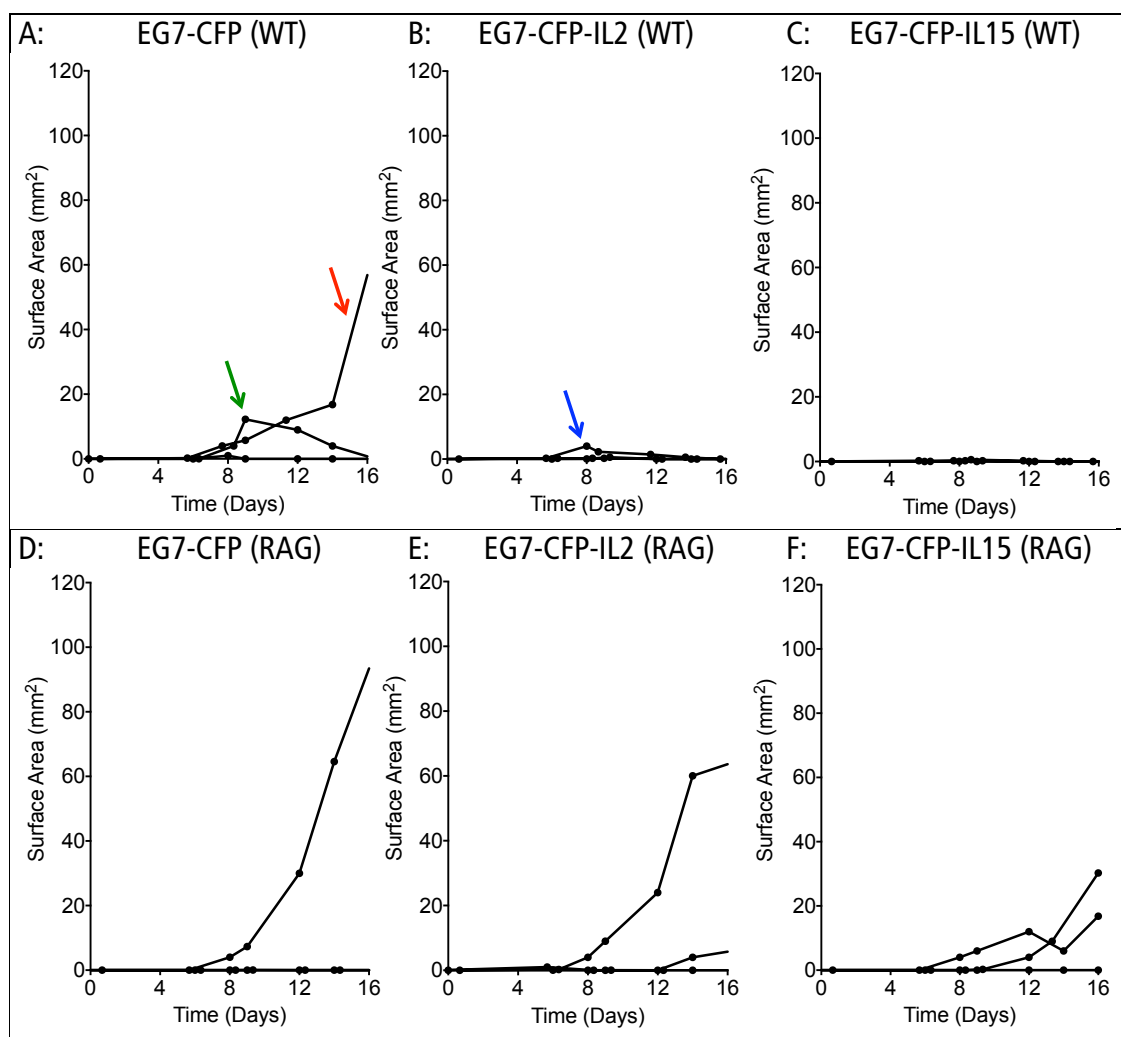 A: EG7-CFP (WT)
120
100
80
60
40
20
0
Surface Area (mm²)
0 4 8 12 16
Time (Days)
B: EG7-CFP-IL2 (WT)
120
100
80
60
40
20
0
Surface Area (mm²)
0 4 8 12 16
Time (Days)
C: EG7-CFP-IL15 (WT)
120
100
80
60
40
20
0
Surface Area (mm²)
0 4 8 12 16
Time (Days)
D: EG7-CFP (RAG)
120
100
80
60
40
20
0
Surface Area (mm²)
0 4 8 12 16
Time (Days)
E: EG7-CFP-IL2 (RAG)
120
100
80
60
40
20
0
Surface Area (mm²)
0 4 8 12 16
Time (Days)
F: EG7-CFP-IL15 (RAG)
120
100
80
60
40
20
0
Surface Area (mm²)
0 4 8 12 16
Time (Days)